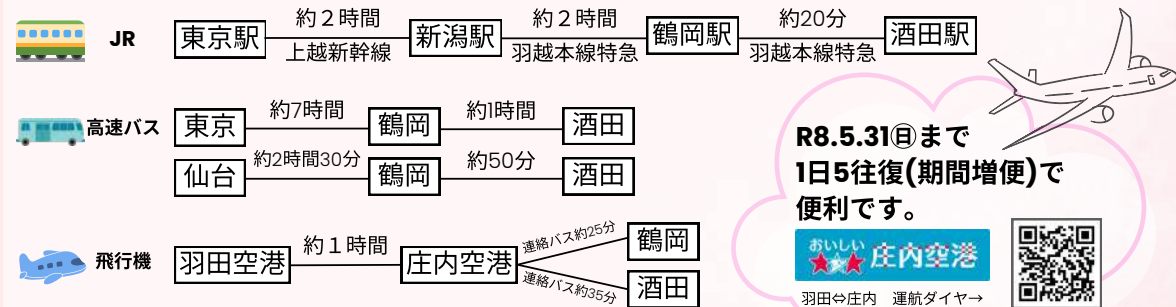 JR
東京駅 約２時間 新潟駅 約２時間 鶴岡駅 約20分 酒田駅
上越新幹線 羽越本線特急 羽越本線特急
高速バス
東京 約7時間 鶴岡 約1時間 酒田
仙台 約2時間30分 鶴岡 約50分 酒田
飛行機
羽田空港 約１時間 庄内空港
連絡バス約25分 鶴岡
連絡バス約35分 酒田
R8.5.31㊐まで
1日5往復(期間増便)で
便利です。
おいしい
庄内空港
羽田⇔庄内 運航ダイヤ→